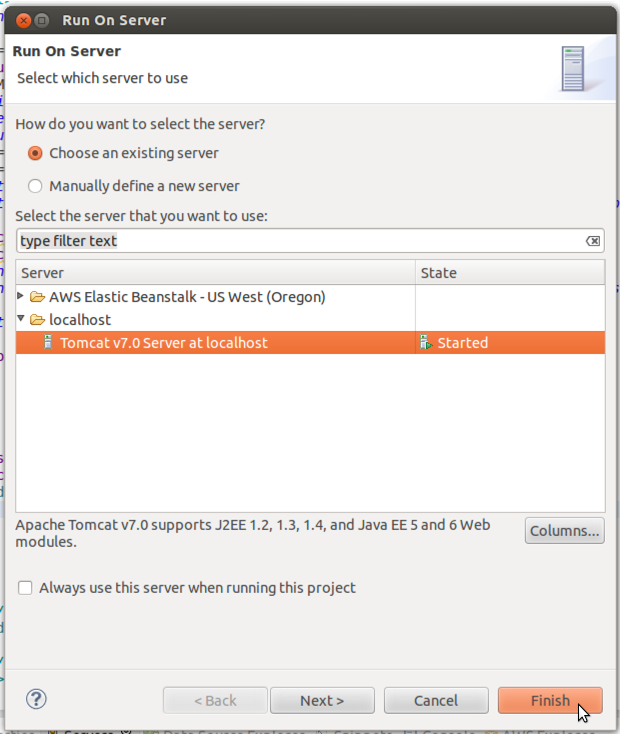 Run On Server
Run On Server
Select which server to use
How do you want to select the server?
Choose an existing server
Manually define a new server
Select the server that you want to use:
type filter text
Server State
AWS Elastic Beanstalk - US West (Oregon)
localhost
Tomcat v7.0 Server at localhost Started
Apache Tomcat v7.0 supports J2EE 1.2, 1.3, 1.4, and Java EE 5 and 6 Web
modules.
Columns...
Always use this server when running this project
? < Back Next > Cancel Finish